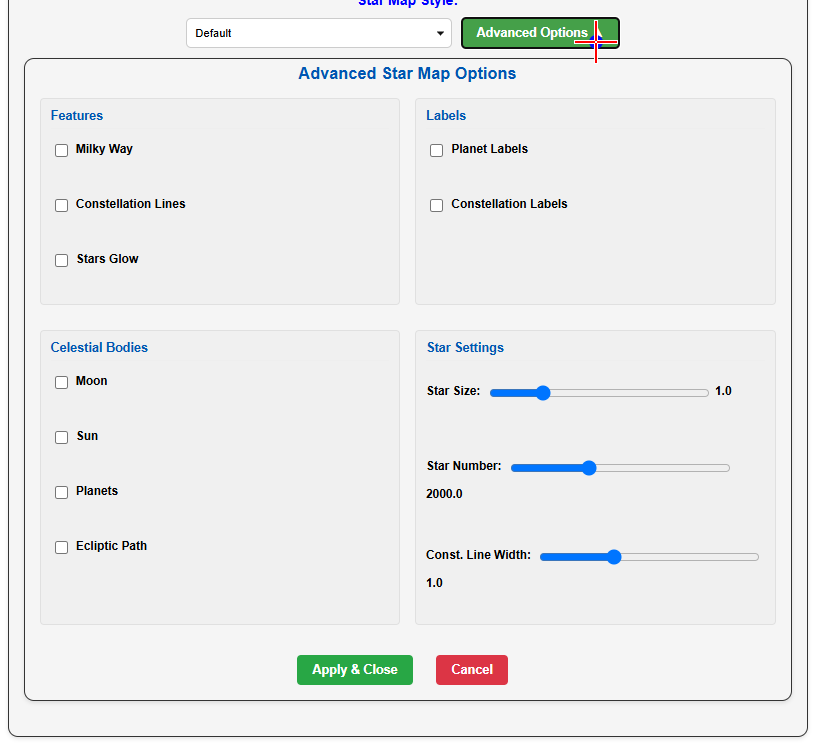 Star Map Style:
Default
Advanced Options
Advanced Star Map Options
Features
Milky Way
Constellation Lines
Stars Glow
Labels
Planet Labels
Constellation Labels
Celestial Bodies
Moon
Sun
Planets
Ecliptic Path
Star Settings
Star Size: 1.0
Star Number:
2000.0
Const. Line Width:
1.0
Apply & Close
Cancel